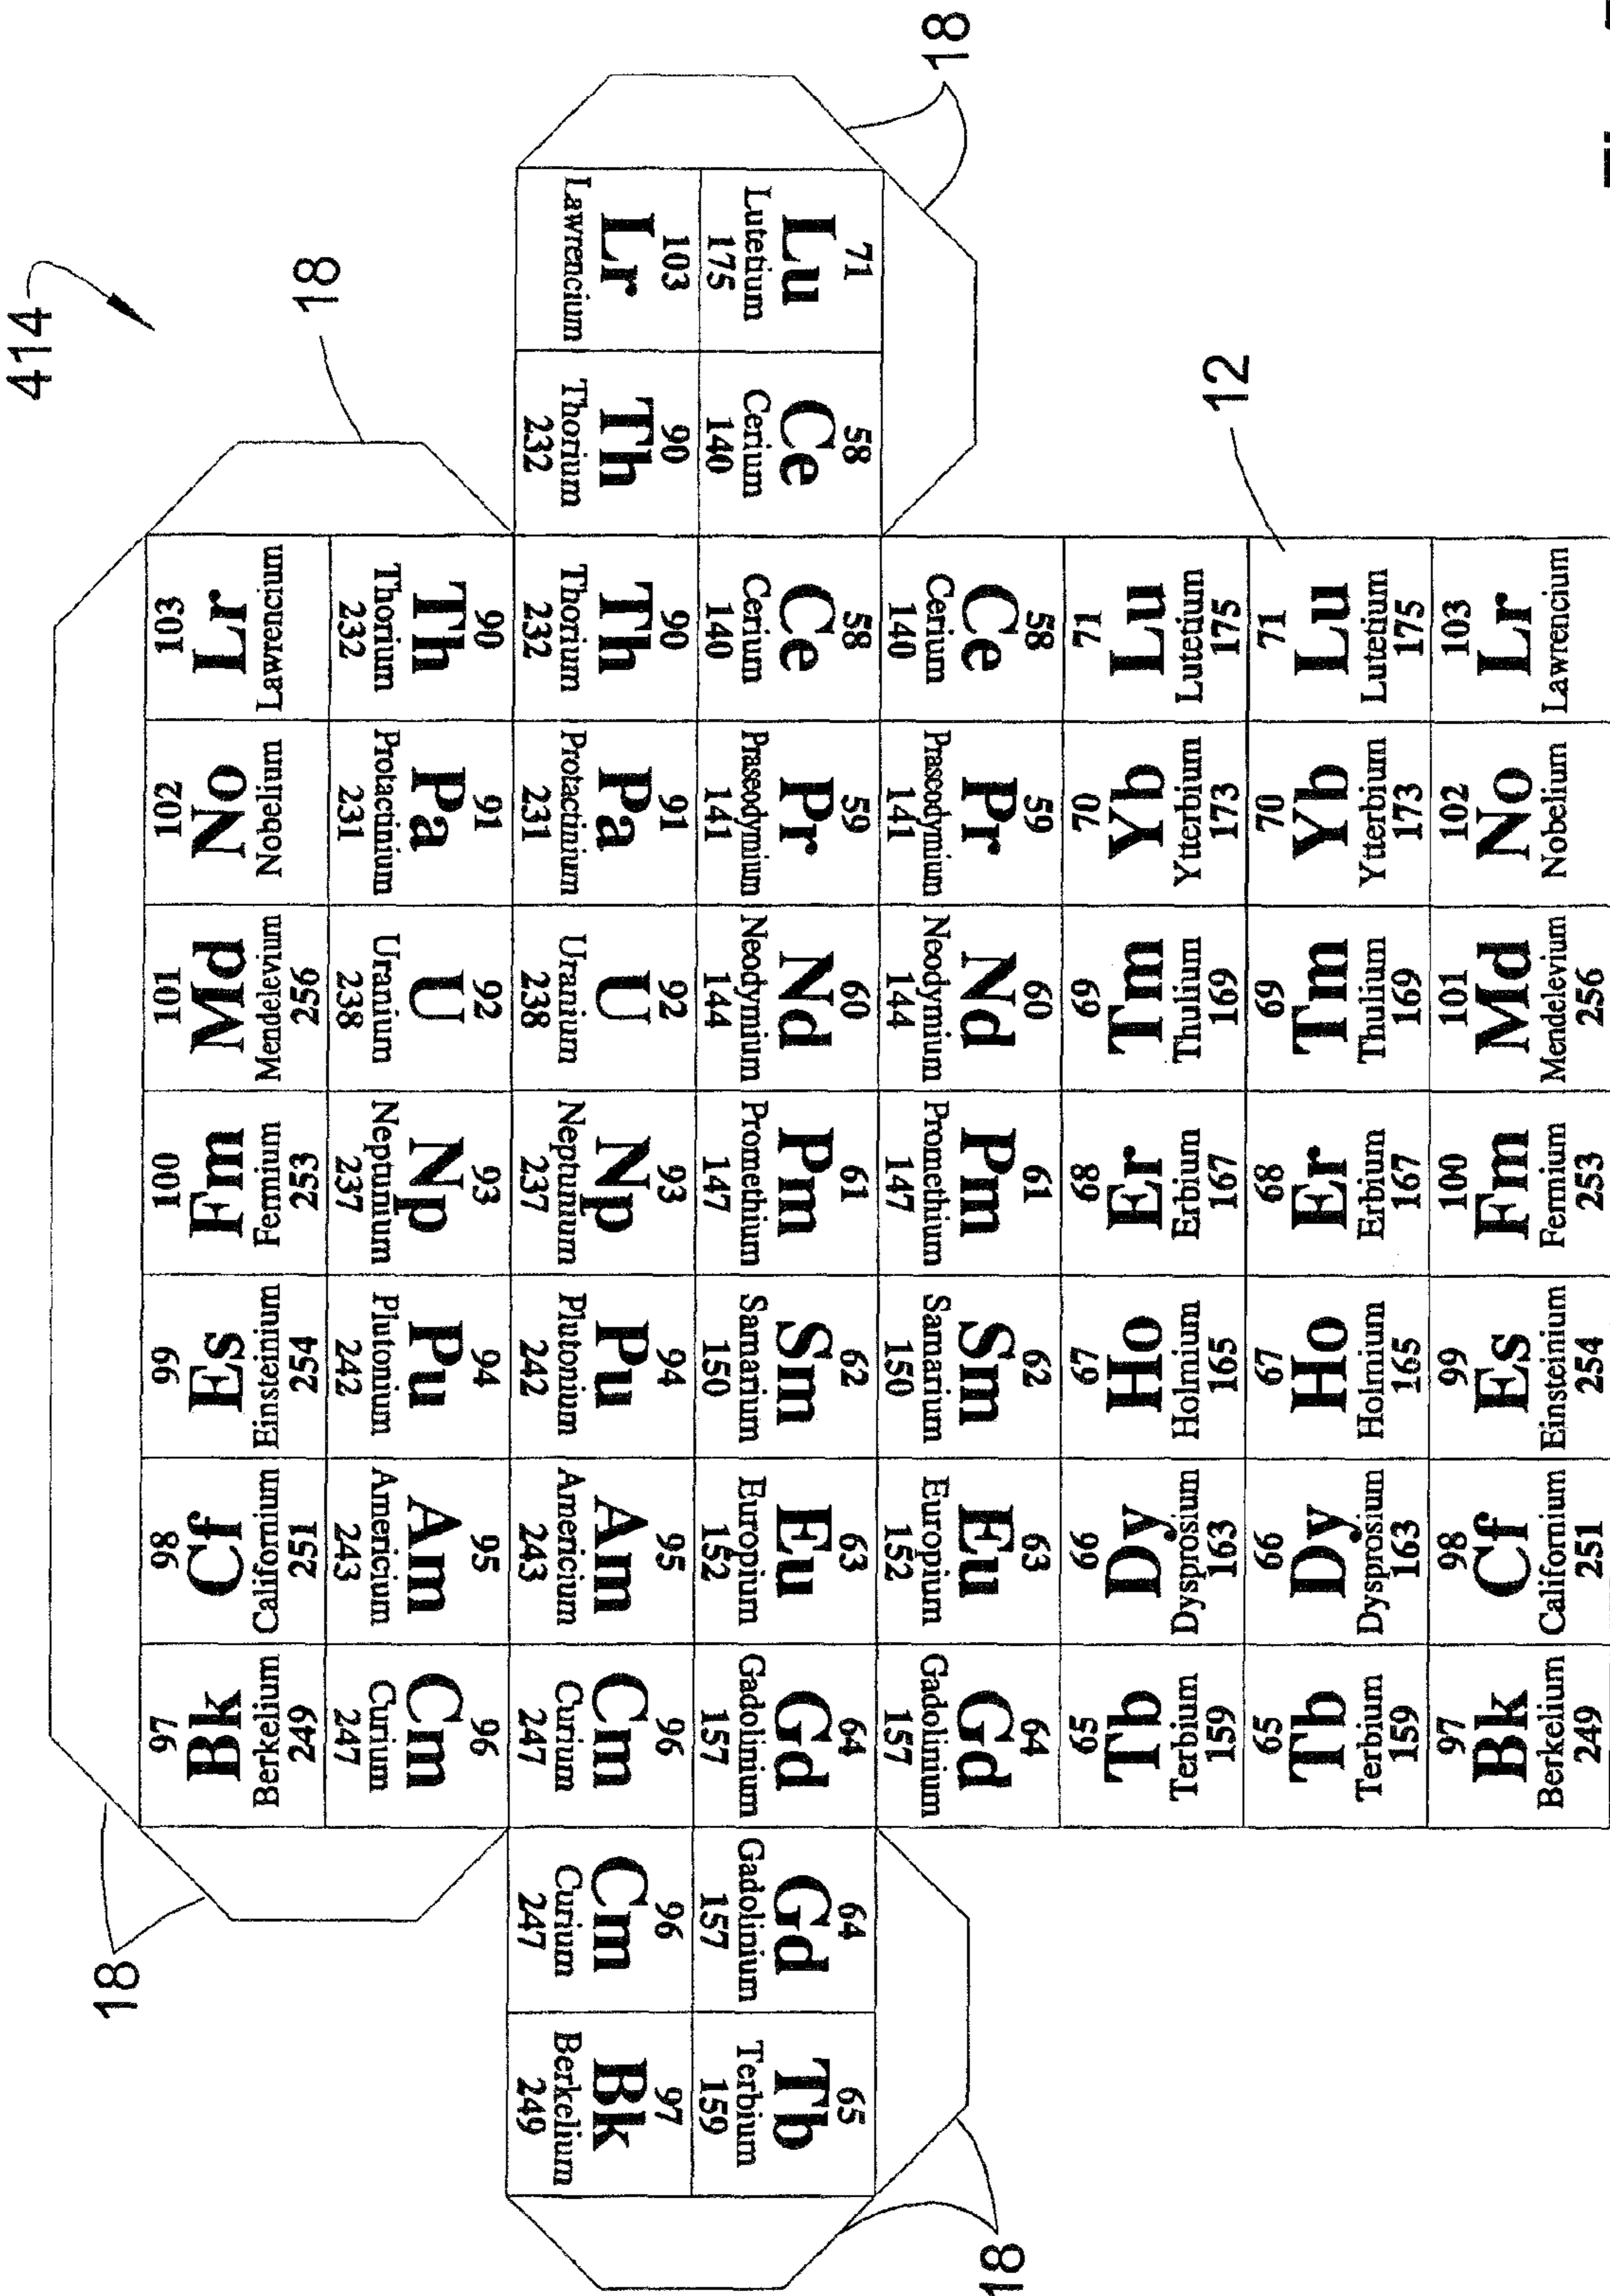 414
18
18
97 98 99 100 101 102 103
Bk Cf Es Fm Md No Lr
Berkelium Californium Einsteinium Fermium Mendelevium Nobelium Lawrencium
249 251 254 253 256
90 91 92 93 94 95 96
Th Pa U Np Pu Am Cm
Thorium Protactinium Uranium Neptunium Plutonium Americium Curium
232 231 238 237 242 243 247
103 90 90 91 92 93 94 95 96 96 97
Lr Th Th Pa U Np Pu Am Cm Cm Bk
Lawrencium Thorium Thorium Protactinium Uranium Neptunium Plutonium Americium Curium Curium Berkelium
232 232 231 238 237 242 243 247 247 249
71 58 58 59 60 61 62 63 64 64 65
Lu Ce Ce Pr Nd Pm Sm Eu Gd Gd Tb
Lutetium Cerium Cerium Praseodymium Neodymium Promethium Samarium Europium Gadolinium Gadolinium Terbium
175 140 140 141 144 147 150 152 157 157 159
58 59 60 61 62 63 64
Ce Pr Nd Pm Sm Eu Gd
Cerium Praseodymium Neodymium Promethium Samarium Europium Gadolinium
140 141 144 147 150 152 157
18
18
65 66 67 68 69 70 71
Tb Dy Ho Er Tm Yb Lu
Terbium Dysprosium Holmium Erbium Thulium Ytterbium Lutetium
159 163 165 167 169 173 175
12
65 66 67 68 69 70 71
Tb Dy Ho Er Tm Yb Lu
Terbium Dysprosium Holmium Erbium Thulium Ytterbium Lutetium
159 163 165 167 169 173 175
97 98 99 100 101 102 103
Bk Cf Es Fm Md No Lr
Berkelium Californium Einsteinium Fermium Mendelevium Nobelium Lawrencium
249 251 254 253 256